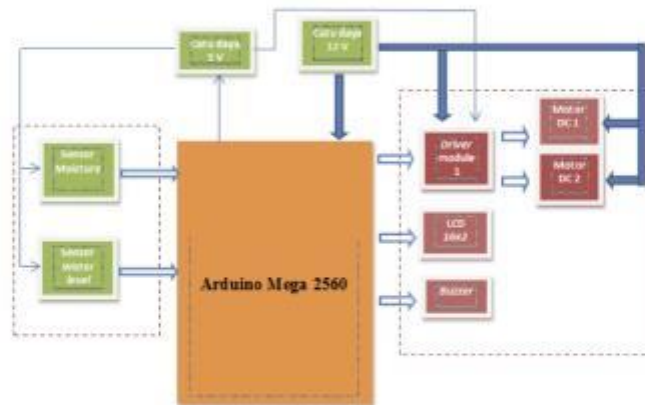 Catu daya
5 V
Catu daya
12 V
Sensor
Moisture
Driver
module
1
Motor
DC 1
Motor
DC 2
Sensor
Water
level
LCD
16X2
Arduino Mega 2560
Buzzer